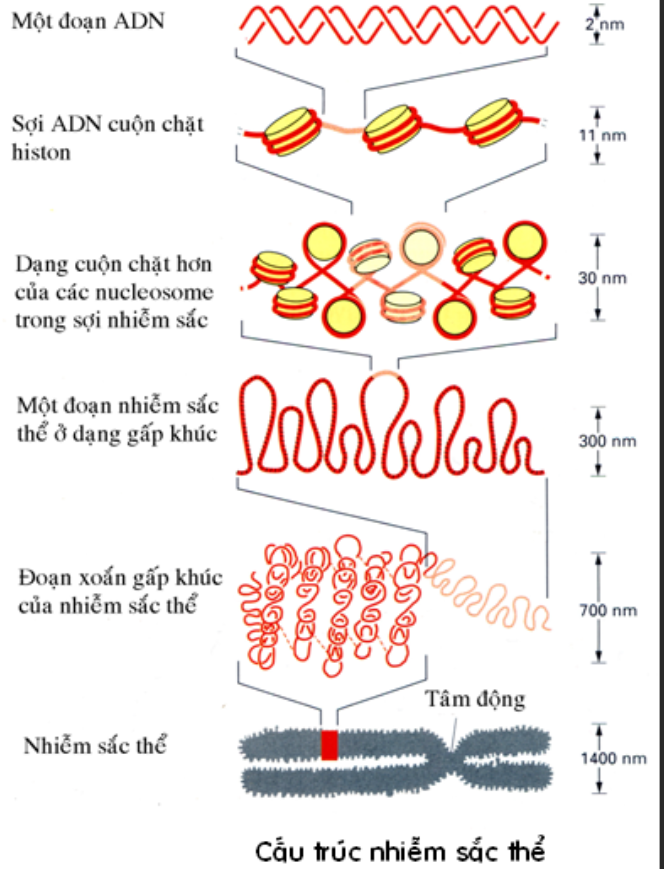 Một đoạn ADN
2 nm
Sợi ADN cuộn chặt
histon
11 nm
Dạng cuộn chặt hơn
của các nucleosome
trong sợi nhiễm sắc
30 nm
Một đoạn nhiễm sắc
thể ở dạng gấp khúc
300 nm
Đoạn xoắn gấp khúc
của nhiễm sắc thể
700 nm
Tâm động
Nhiễm sắc thể
1400 nm
Cấu trúc nhiễm sắc thể